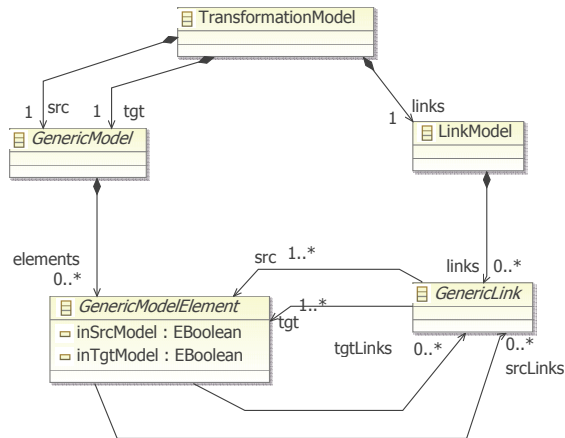 TransformationModel
1 src
1 tgt
links
1
GenericModel
LinkModel
elements
0..*
src 1..*
links 0..*
GenericModelElement
inSrcModel : EBoolean
inTgtModel : EBoolean
1..*
tgt
GenericLink
tgtLinks
0..*
0..*
srcLinks